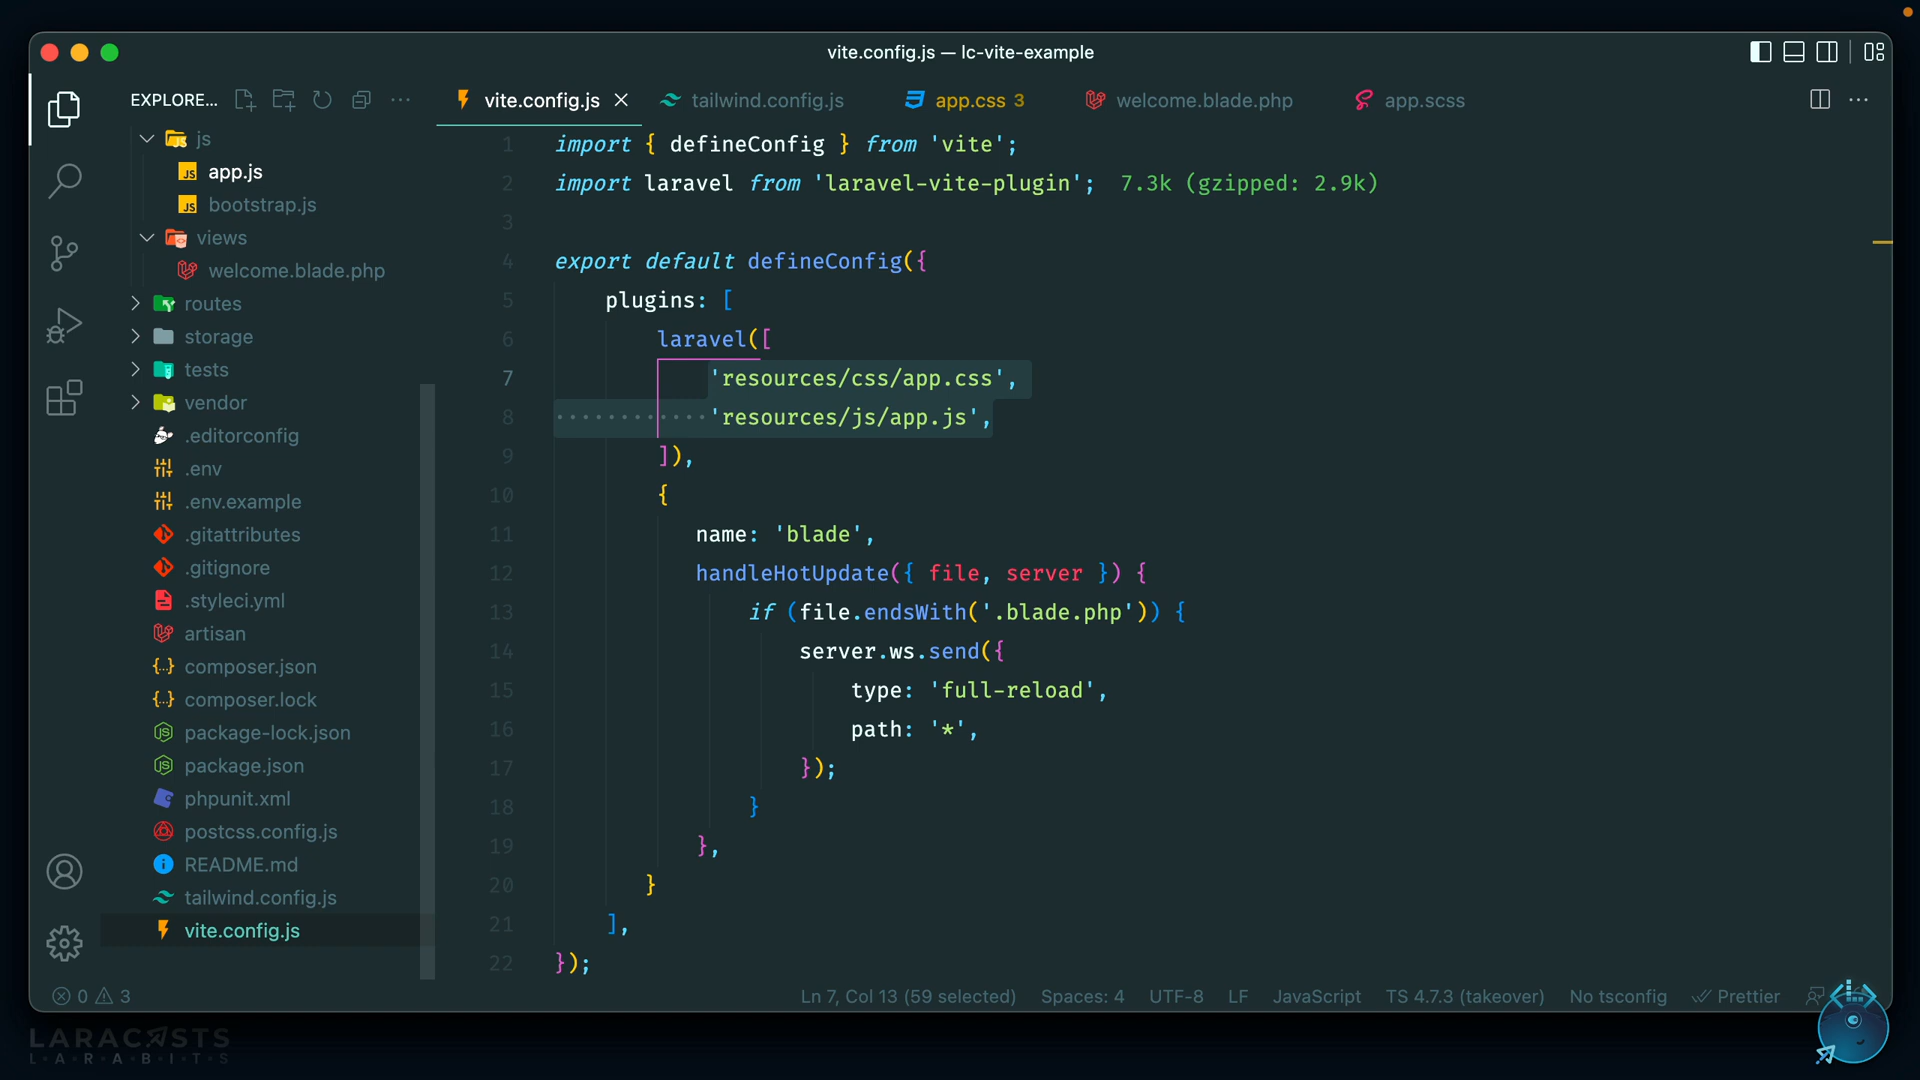 vite.config.js — lc-vite-example
EXPLORE...
vite.config.js
tailwind.config.js
app.css 3
welcome.blade.php
app.scss
js
app.js
bootstrap.js
views
welcome.blade.php
routes
storage
tests
vendor
.editorconfig
.env
.env.example
.gitattributes
.gitignore
.styleci.yml
artisan
composer.json
composer.lock
package-lock.json
package.json
phpunit.xml
postcss.config.js
README.md
tailwind.config.js
vite.config.js
1 import { defineConfig } from 'vite';
2 import laravel from 'laravel-vite-plugin'; 7.3k (gzipped: 2.9k)
3
4 export default defineConfig({
5 plugins: [
6 laravel([
7 'resources/css/app.css',
8 ············'resources/js/app.js',
9 ]),
10 {
11 name: 'blade',
12 handleHotUpdate({ file, server }) {
13 if (file.endsWith('.blade.php')) {
14 server.ws.send({
15 type: 'full-reload',
16 path: '*',
17 });
18 }
19 },
20 }
21 ],
22 });
0 3
Ln 7, Col 13 (59 selected) Spaces: 4 UTF-8 LF JavaScript TS 4.7.3 (takeover) No tsconfig Prettier
LARACASTS
L·A·R·A·B·I·T·S